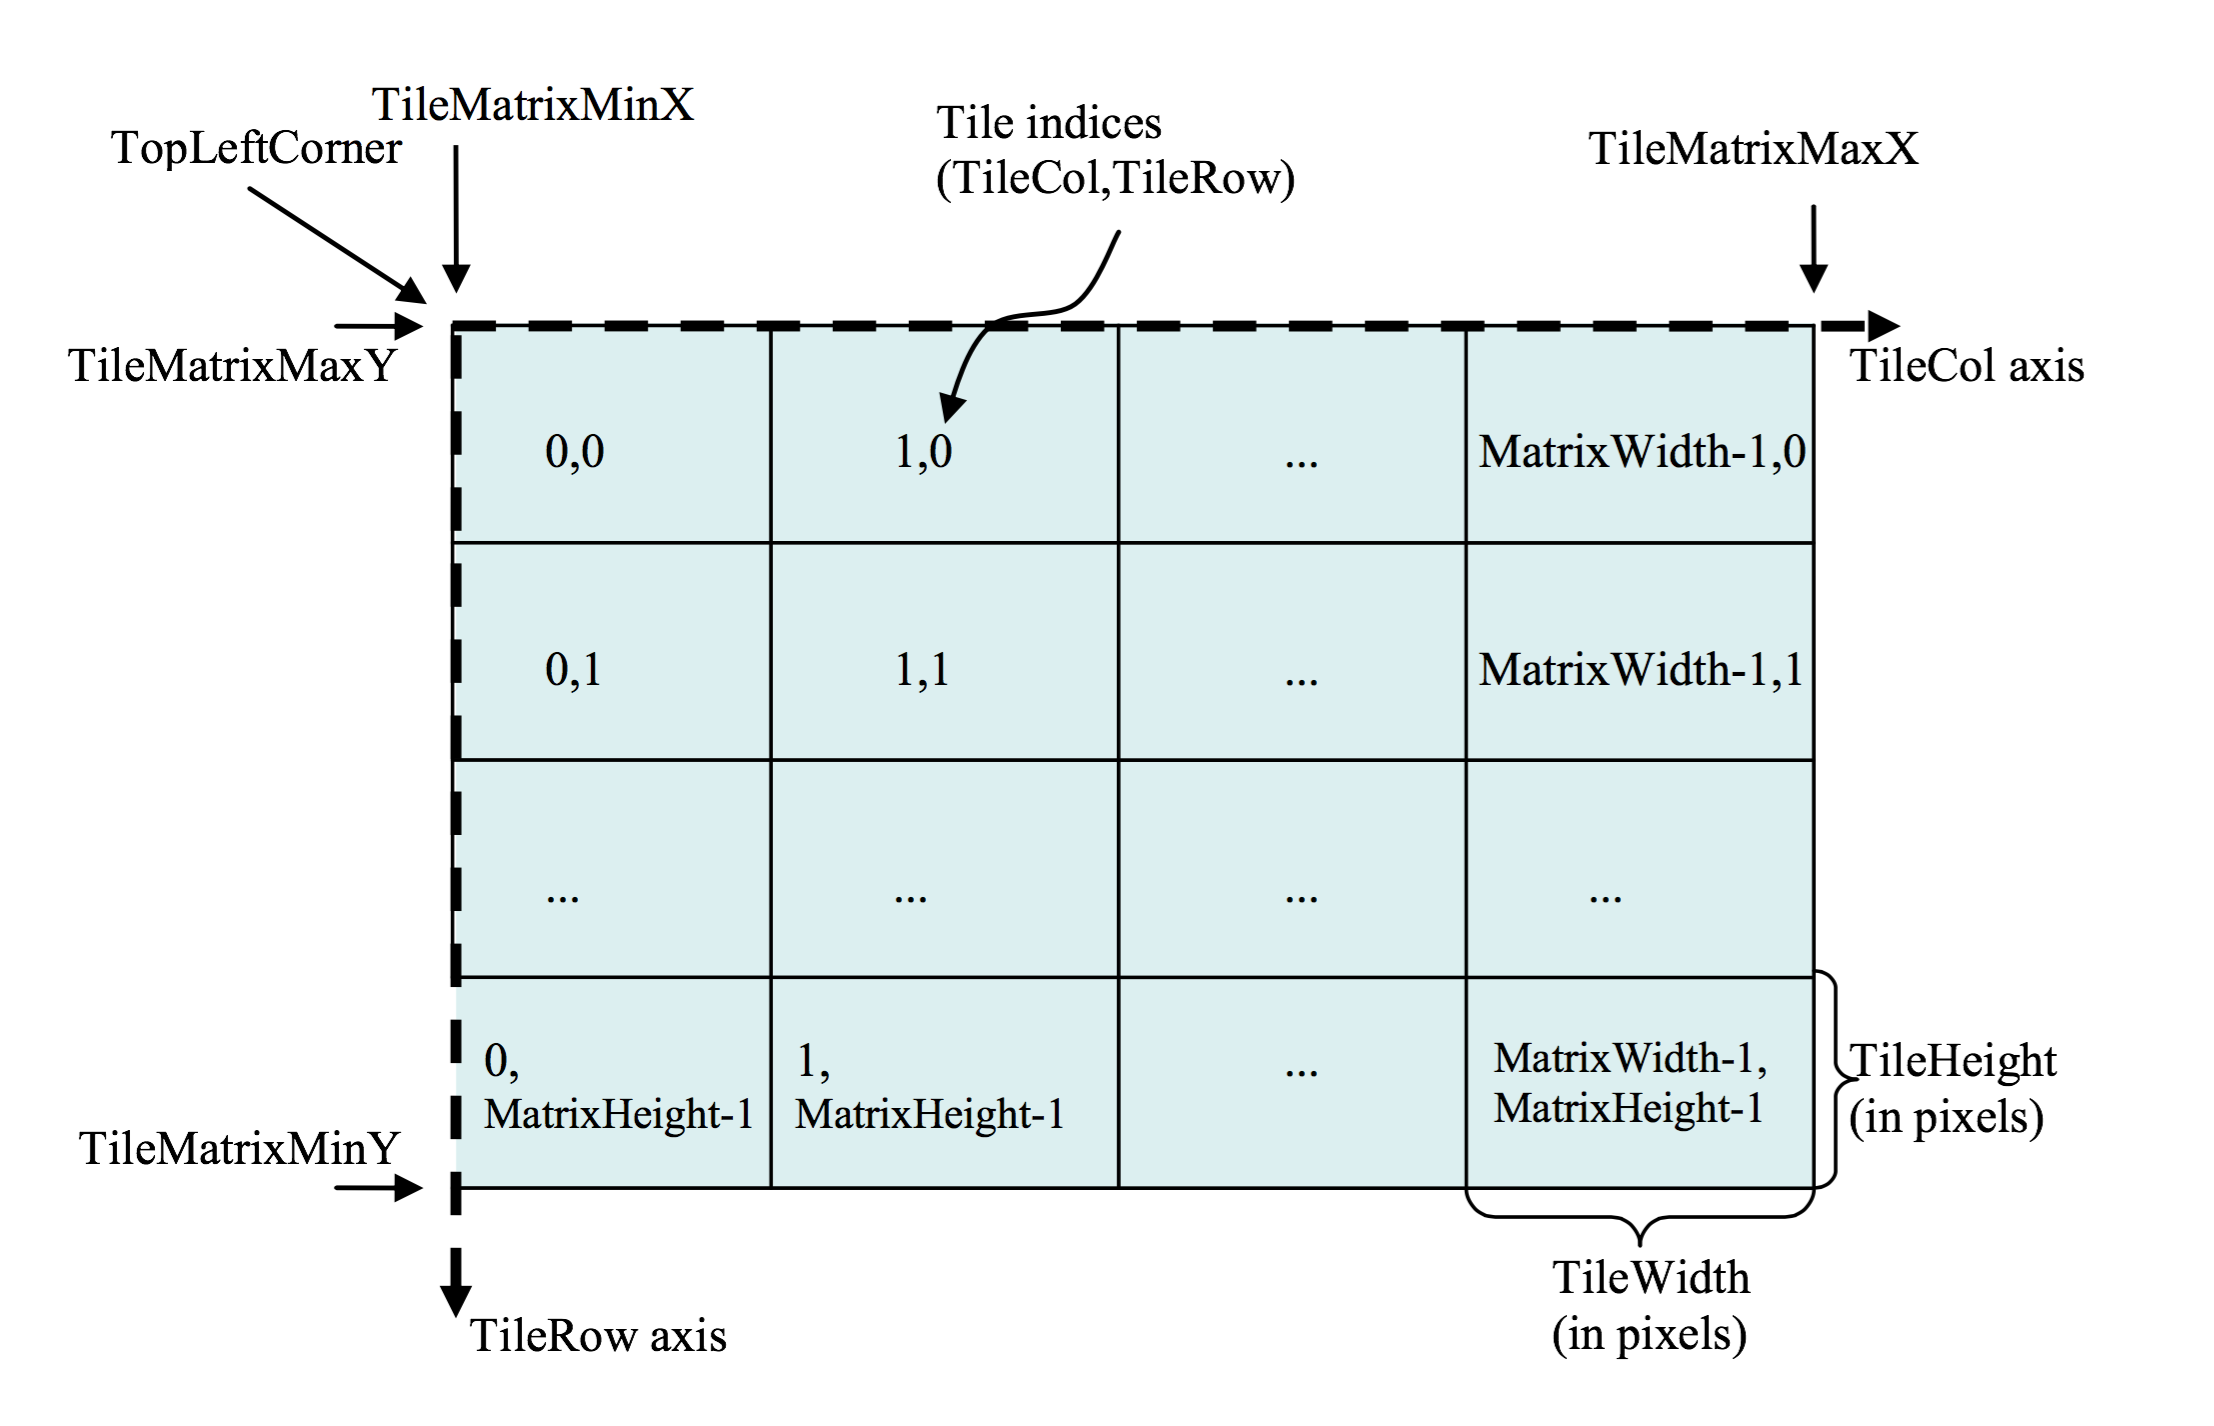 TileMatrixMinX
TopLeftCorner
Tile indices
(TileCol,TileRow)
TileMatrixMaxX
TileMatrixMaxY
TileCol axis
0,0
1,0
...
MatrixWidth-1,0
0,1
1,1
...
MatrixWidth-1,1
...
...
...
...
0,
MatrixHeight-1
1,
MatrixHeight-1
...
MatrixWidth-1,
MatrixHeight-1
TileHeight
(in pixels)
TileMatrixMinY
TileWidth
(in pixels)
TileRow axis